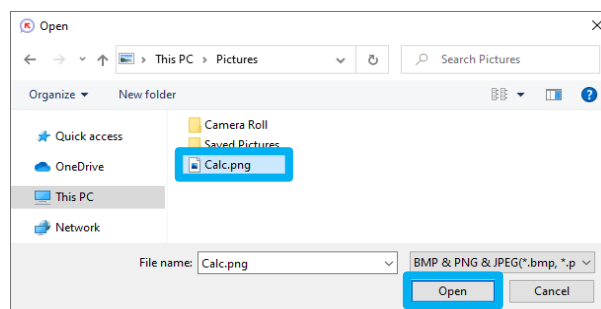 Open
This PC > Pictures
Search Pictures
Organize
New folder
?
Quick access
Camera Roll
OneDrive
Saved Pictures
This PC
Calc.png
Network
File name: Calc.png
BMP & PNG & JPEG(*.bmp, *.p
Open
Cancel